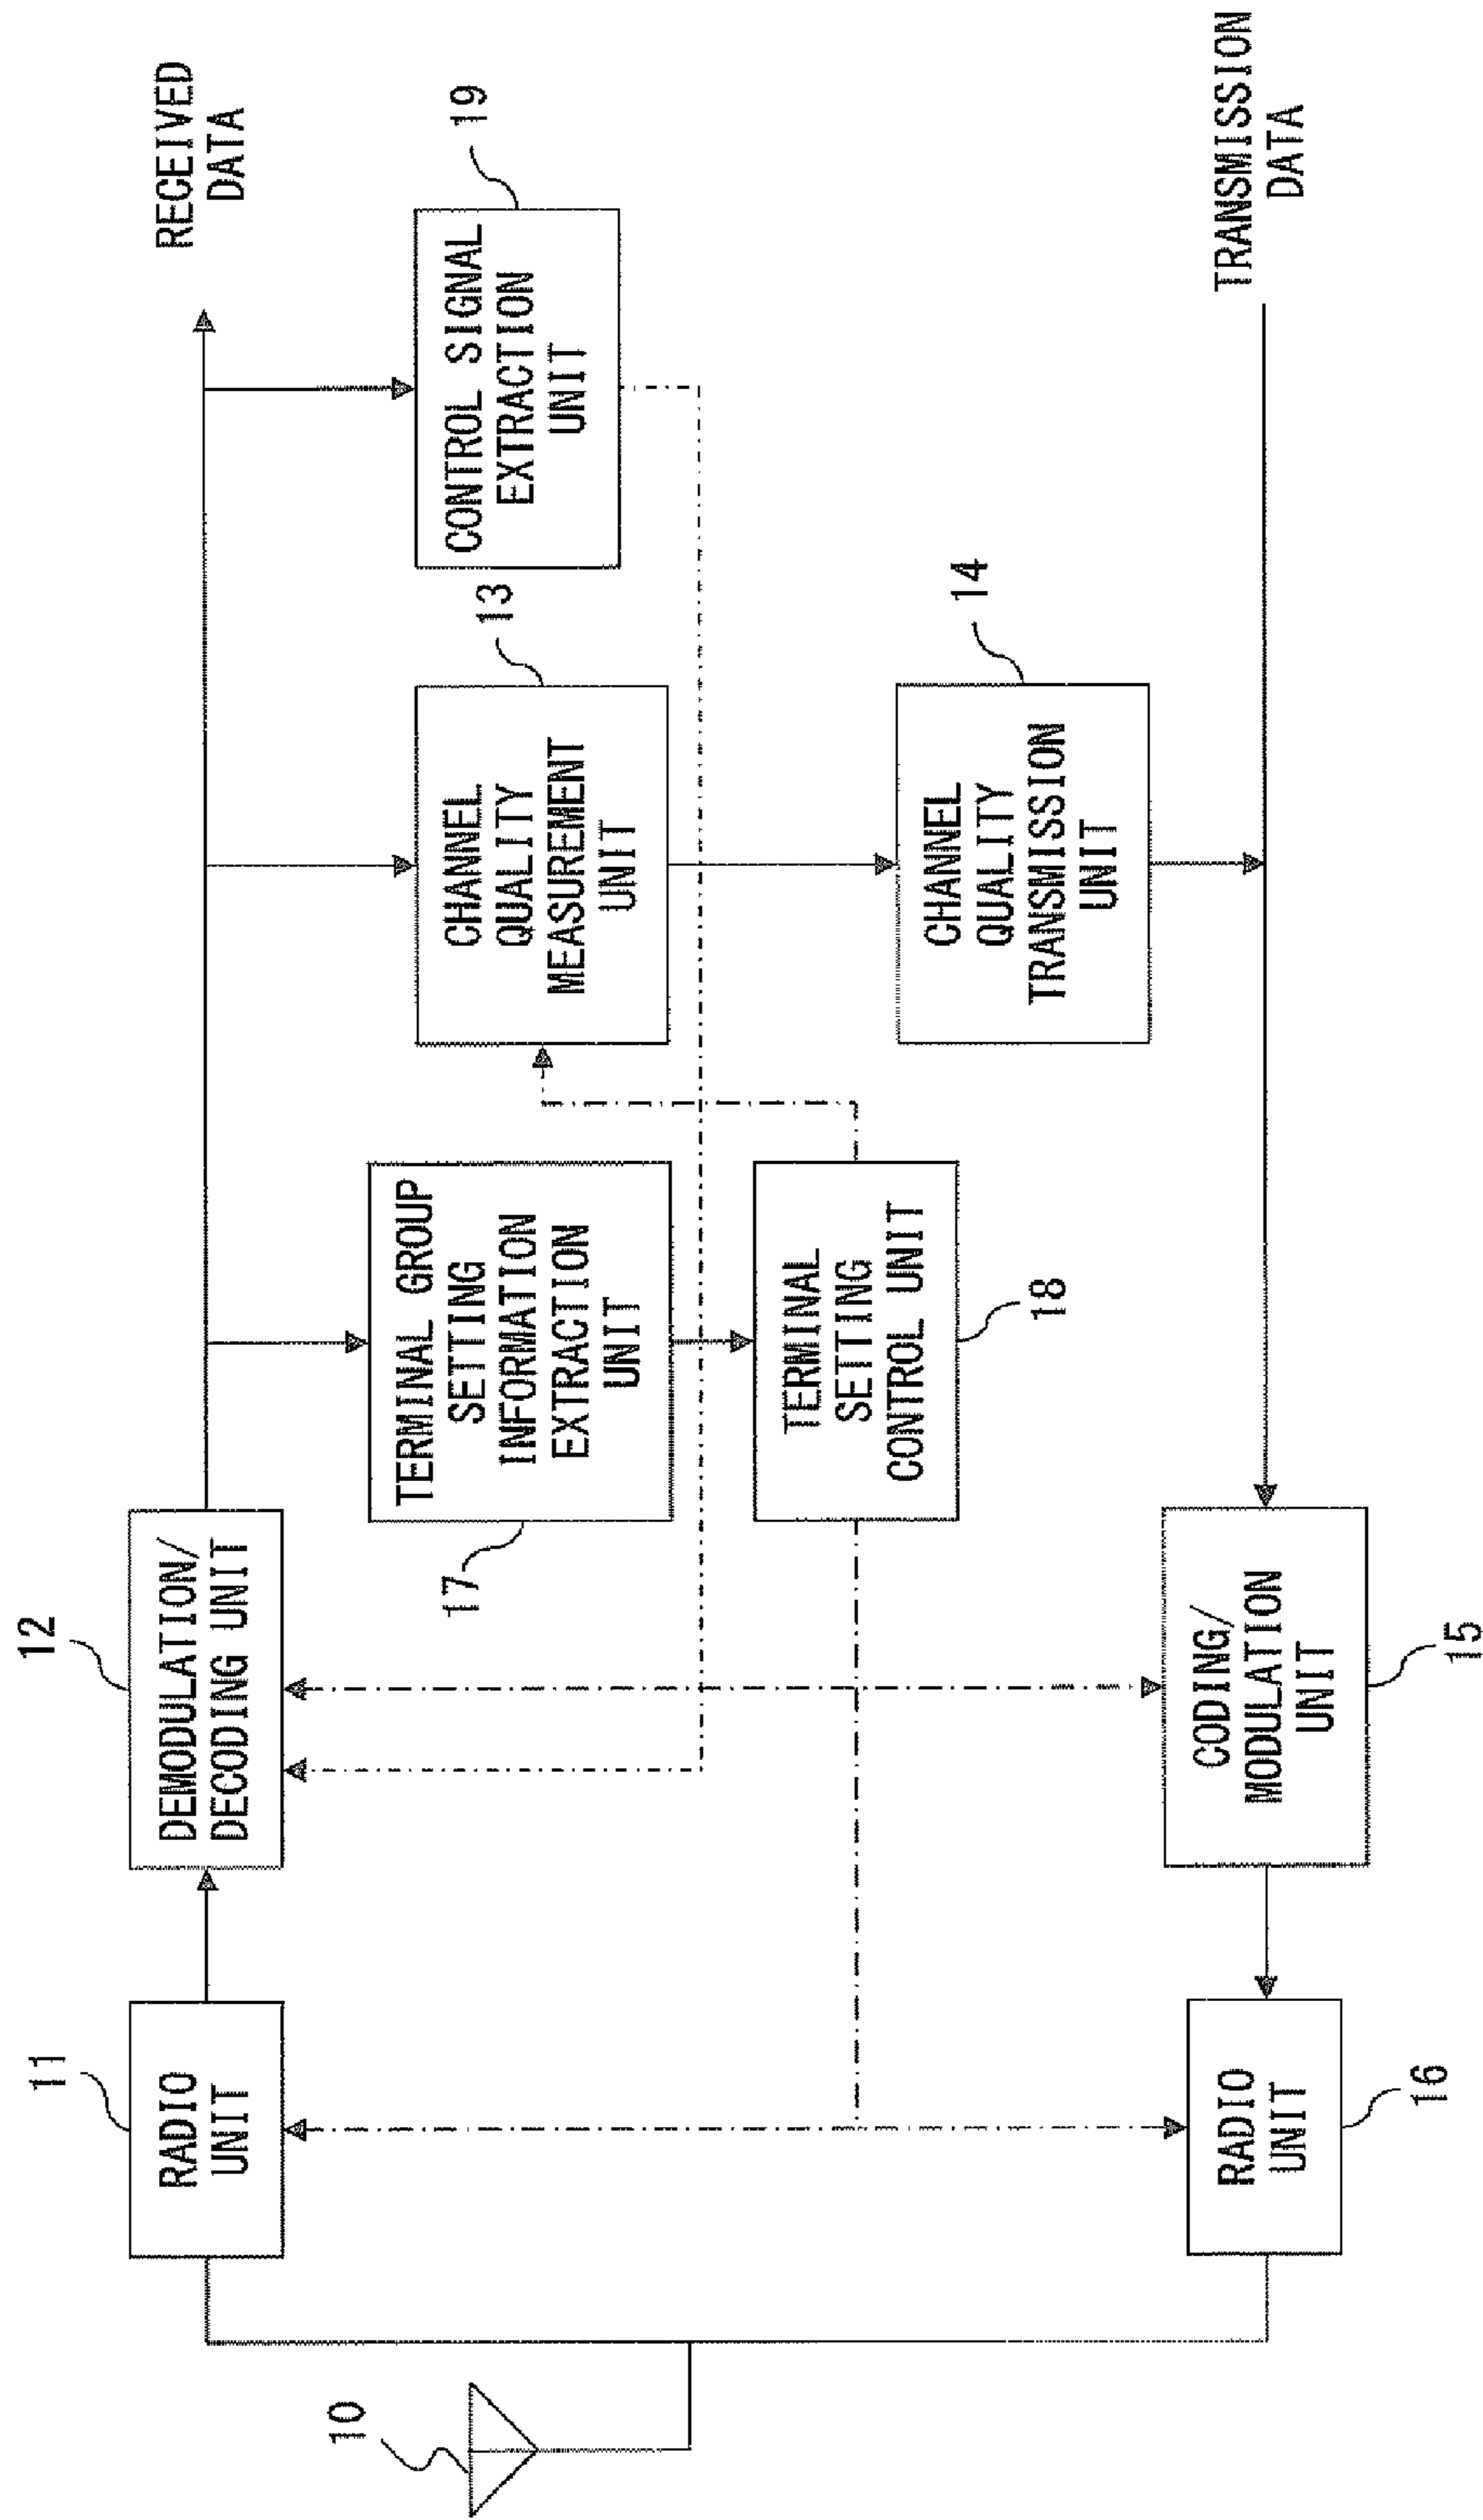 10
11
RADIO
UNIT
12
DEMODULATION/
DECODING UNIT
RECEIVED
DATA
17
TERMINAL GROUP
SETTING
INFORMATION
EXTRACTION
UNIT
13
CHANNEL
QUALITY
MEASUREMENT
UNIT
19
CONTROL SIGNAL
EXTRACTION
UNIT
TERMINAL
SETTING
CONTROL UNIT
18
14
CHANNEL
QUALITY
TRANSMISSION
UNIT
RADIO
UNIT
16
CODING/
MODULATION
UNIT
15
TRANSMISSION
DATA